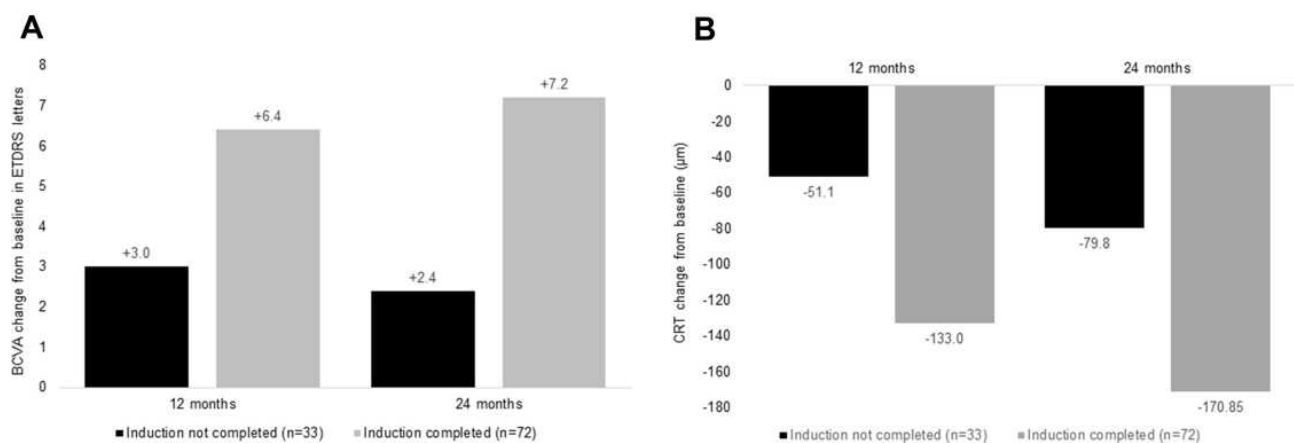 A
BCVA change from baseline in ETDRS letters
8
7
6
5
4
3
2
1
0
+3.0
+6.4
+2.4
+7.2
12 months
24 months
Induction not completed (n=33)
Induction completed (n=72)
B
12 months
24 months
CRT change from baseline (µm)
0
-20
-40
-60
-80
-100
-120
-140
-160
-180
-51.1
-133.0
-79.8
-170.85
Induction not completed (n=33)
Induction completed (n=72)